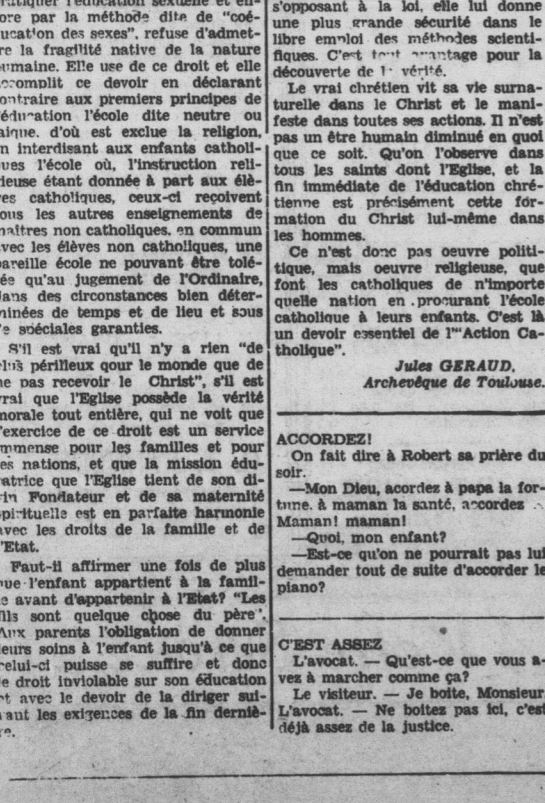 pratiquer l'éducation sexuelle et en-
ore par la méthode dite de "coé-
ucation des sexes", refuse d'admet-
re la fragilité native de la nature
umaine. Elle use de ce droit et elle
ccomplit ce devoir en déclarant
ontraire aux premiers principes de
'éducation l'école dite neutre ou
aique. d'où est exclue la religion,
n interdisant aux enfants catholi-
ues l'école où, l'instruction reli-
ieuse étant donnée à part aux élè-
es catholiques, ceux-ci reçoivent
ous les autres enseignements de
maîtres non catholiques. en commun
vec les élèves non catholiques, une
pareille école ne pouvant être tolé-
ée qu'au jugement de l'Ordinaire,
dans des circonstances bien déter-
minées de temps et de lieu et sous
de spéciales garanties.
S'il est vrai qu'il n'y a rien "de
plus périlleux qour le monde que de
ne pas recevoir le Christ", s'il est
vrai que l'Eglise possède la vérité
morale tout entière, qui ne voit que
l'exercice de ce droit est un service
immense pour les familles et pour
les nations, et que la mission édu-
catrice que l'Eglise tient de son di-
vin Fondateur et de sa maternité
spirituelle est en parfaite harmonie
avec les droits de la famille et de
l'Etat.
Faut-il affirmer une fois de plus
que l'enfant appartient à la famil-
le avant d'appartenir à l'Etat? "Les
fils sont quelque chose du père".
Aux parents l'obligation de donner
leurs soins à l'enfant jusqu'à ce que
celui-ci puisse se suffire et donc
le droit inviolable sur son éducation
et avec le devoir de la diriger sui-
vant les exigences de la fin derniè-
re.
s'opposant à la loi, elle lui donne
une plus grande sécurité dans le
libre emploi des méthodes scienti-
fiques. C'est tout avantage pour la
découverte de la vérité.
Le vrai chrétien vit sa vie surna-
turelle dans le Christ et le mani-
feste dans toutes ses actions. Il n'est
pas un être humain diminué en quoi
que ce soit. Qu'on l'observe dans
tous les saints dont l'Eglise, et la
fin immédiate de l'éducation chré-
tienne est précisément cette for-
mation du Christ lui-même dans
les hommes.
Ce n'est donc pas oeuvre politi-
tique, mais oeuvre religieuse, que
font les catholiques de n'importe
quelle nation en .procurant l'école
catholique à leurs enfants. C'est là
un devoir essentiel de l'"Action Ca-
tholique".
Jules GERAUD,
Archevêque de Toulouse.
ACCORDEZ!
On fait dire à Robert sa prière du
soir.
—Mon Dieu, acordez à papa la for-
tune. à maman la santé, accordez
Maman! maman!
—Quoi, mon enfant?
—Est-ce qu'on ne pourrait pas lui
demander tout de suite d'accorder le
piano?
C'EST ASSEZ
L'avocat. — Qu'est-ce que vous a-
vez à marcher comme ça?
Le visiteur. — Je boite, Monsieur
L'avocat. — Ne boitez pas ici, c'est
déjà assez de la justice.